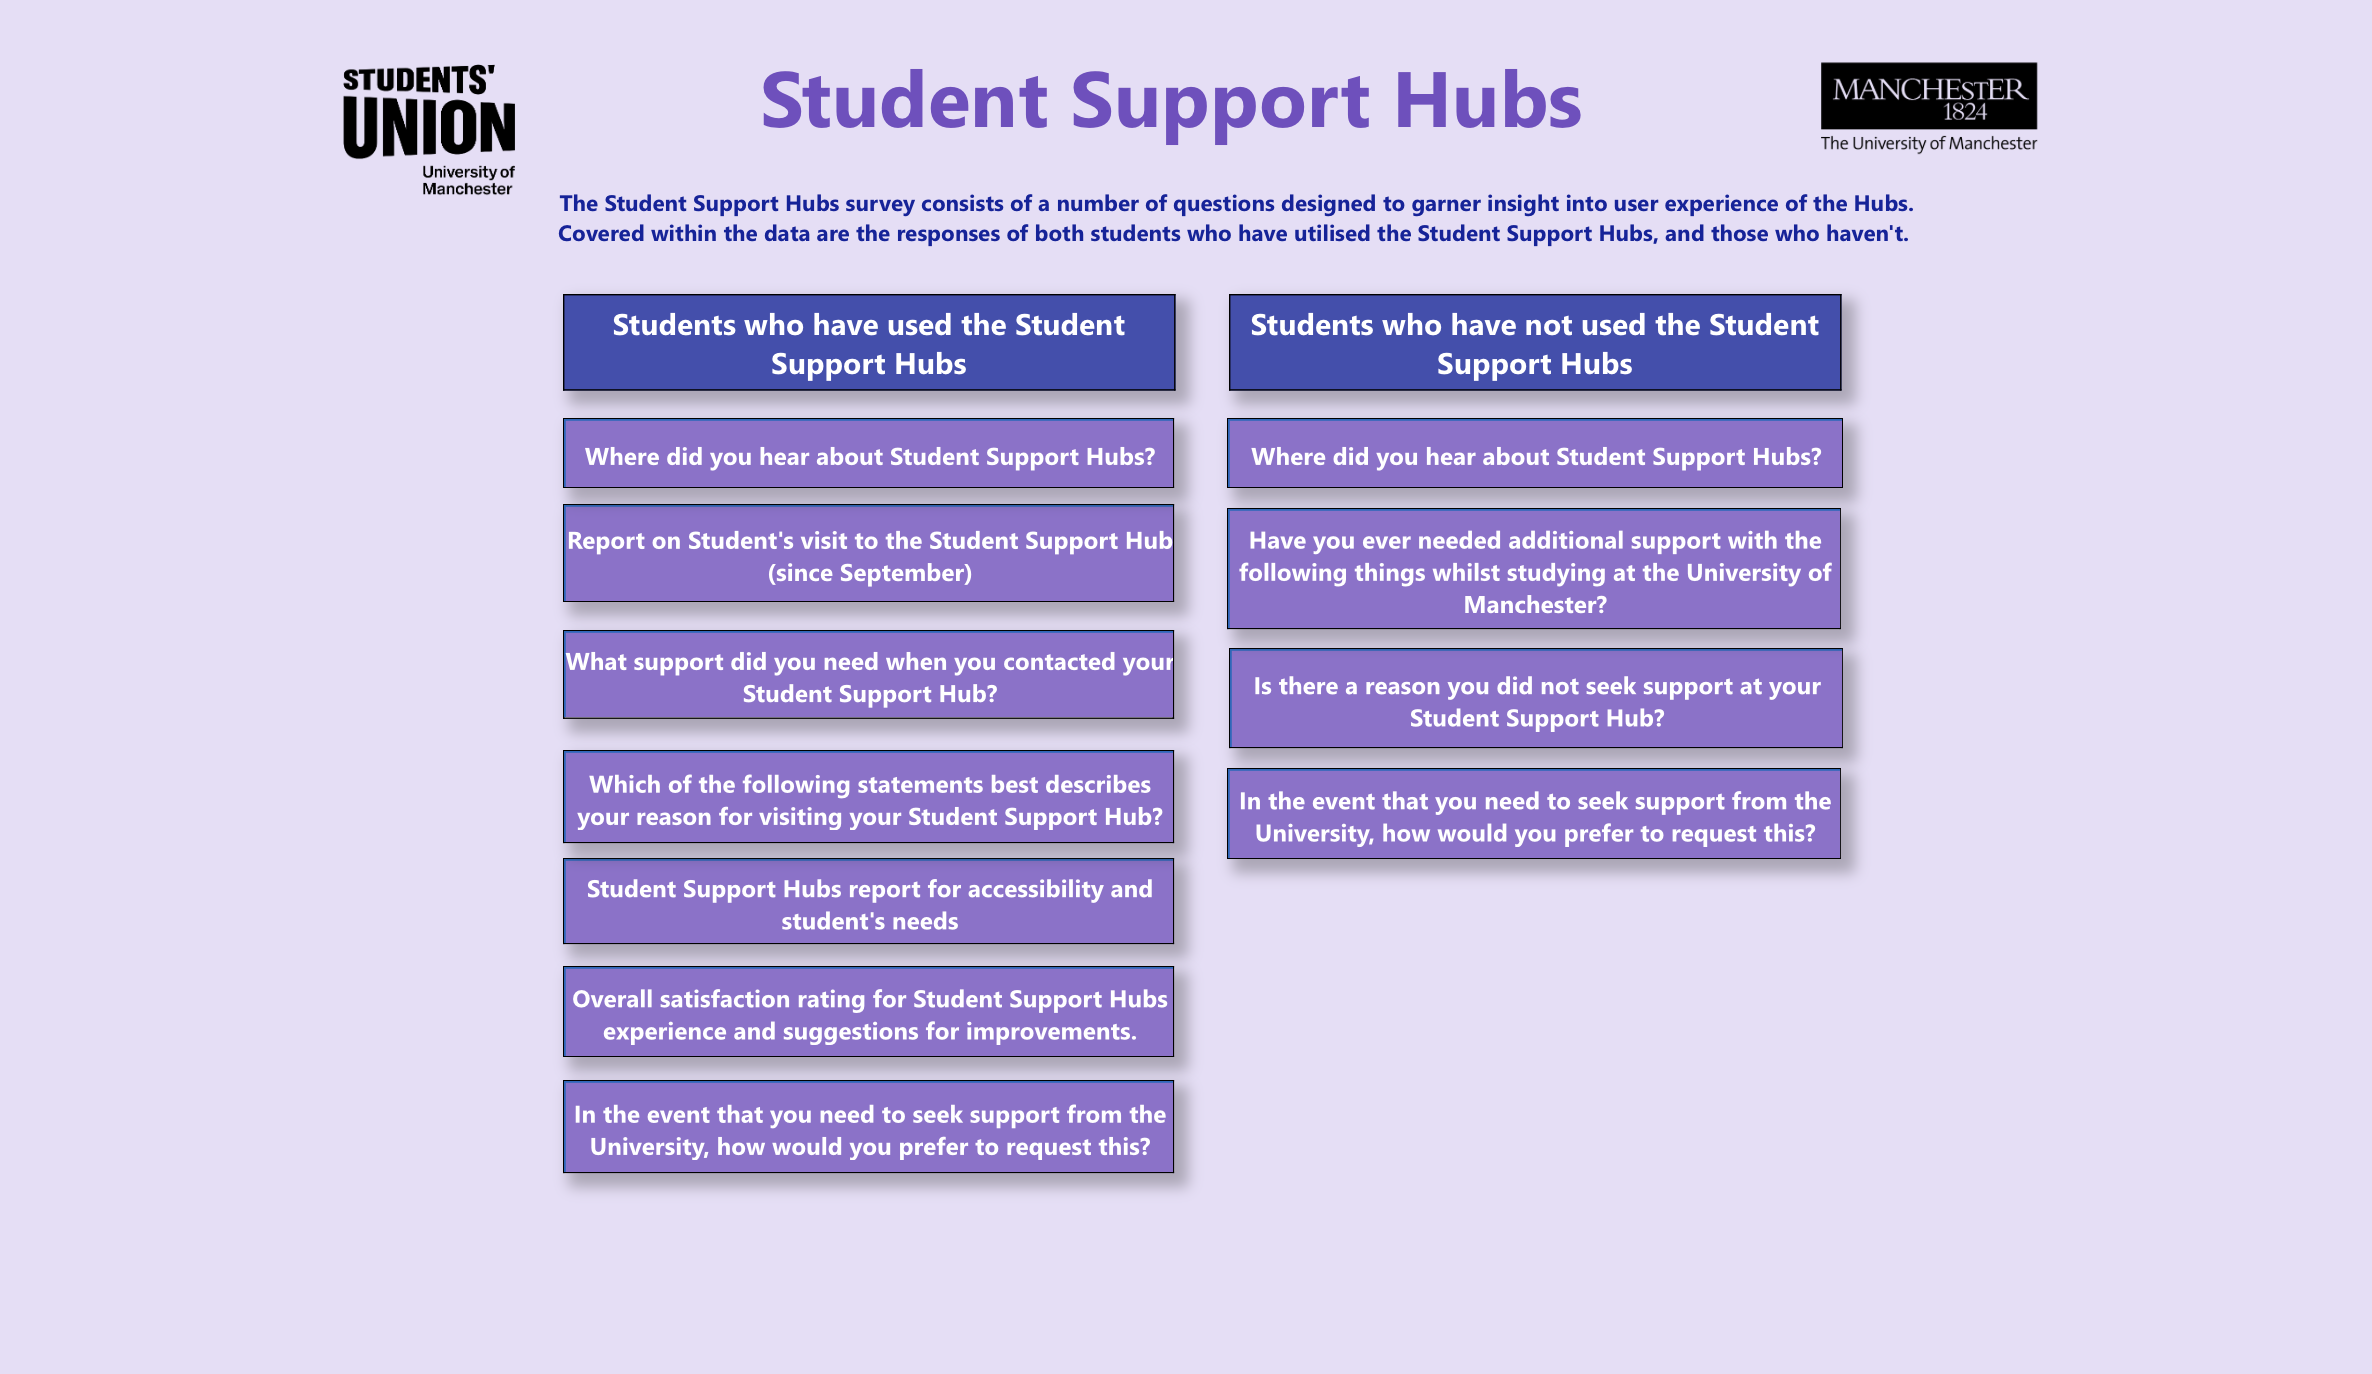 STUDENTS'
UNION
University of
Manchester
Student Support Hubs
MANCHESTER
1824
The University of Manchester
The Student Support Hubs survey consists of a number of questions designed to garner insight into user experience of the Hubs.
Covered within the data are the responses of both students who have utilised the Student Support Hubs, and those who haven't.
Students who have used the Student
Support Hubs
Where did you hear about Student Support Hubs?
Report on Student's visit to the Student Support Hub
(since September)
What support did you need when you contacted your
Student Support Hub?
Which of the following statements best describes
your reason for visiting your Student Support Hub?
Student Support Hubs report for accessibility and
student's needs
Overall satisfaction rating for Student Support Hubs
experience and suggestions for improvements.
In the event that you need to seek support from the
University, how would you prefer to request this?
Students who have not used the Student
Support Hubs
Where did you hear about Student Support Hubs?
Have you ever needed additional support with the
following things whilst studying at the University of
Manchester?
Is there a reason you did not seek support at your
Student Support Hub?
In the event that you need to seek support from the
University, how would you prefer to request this?